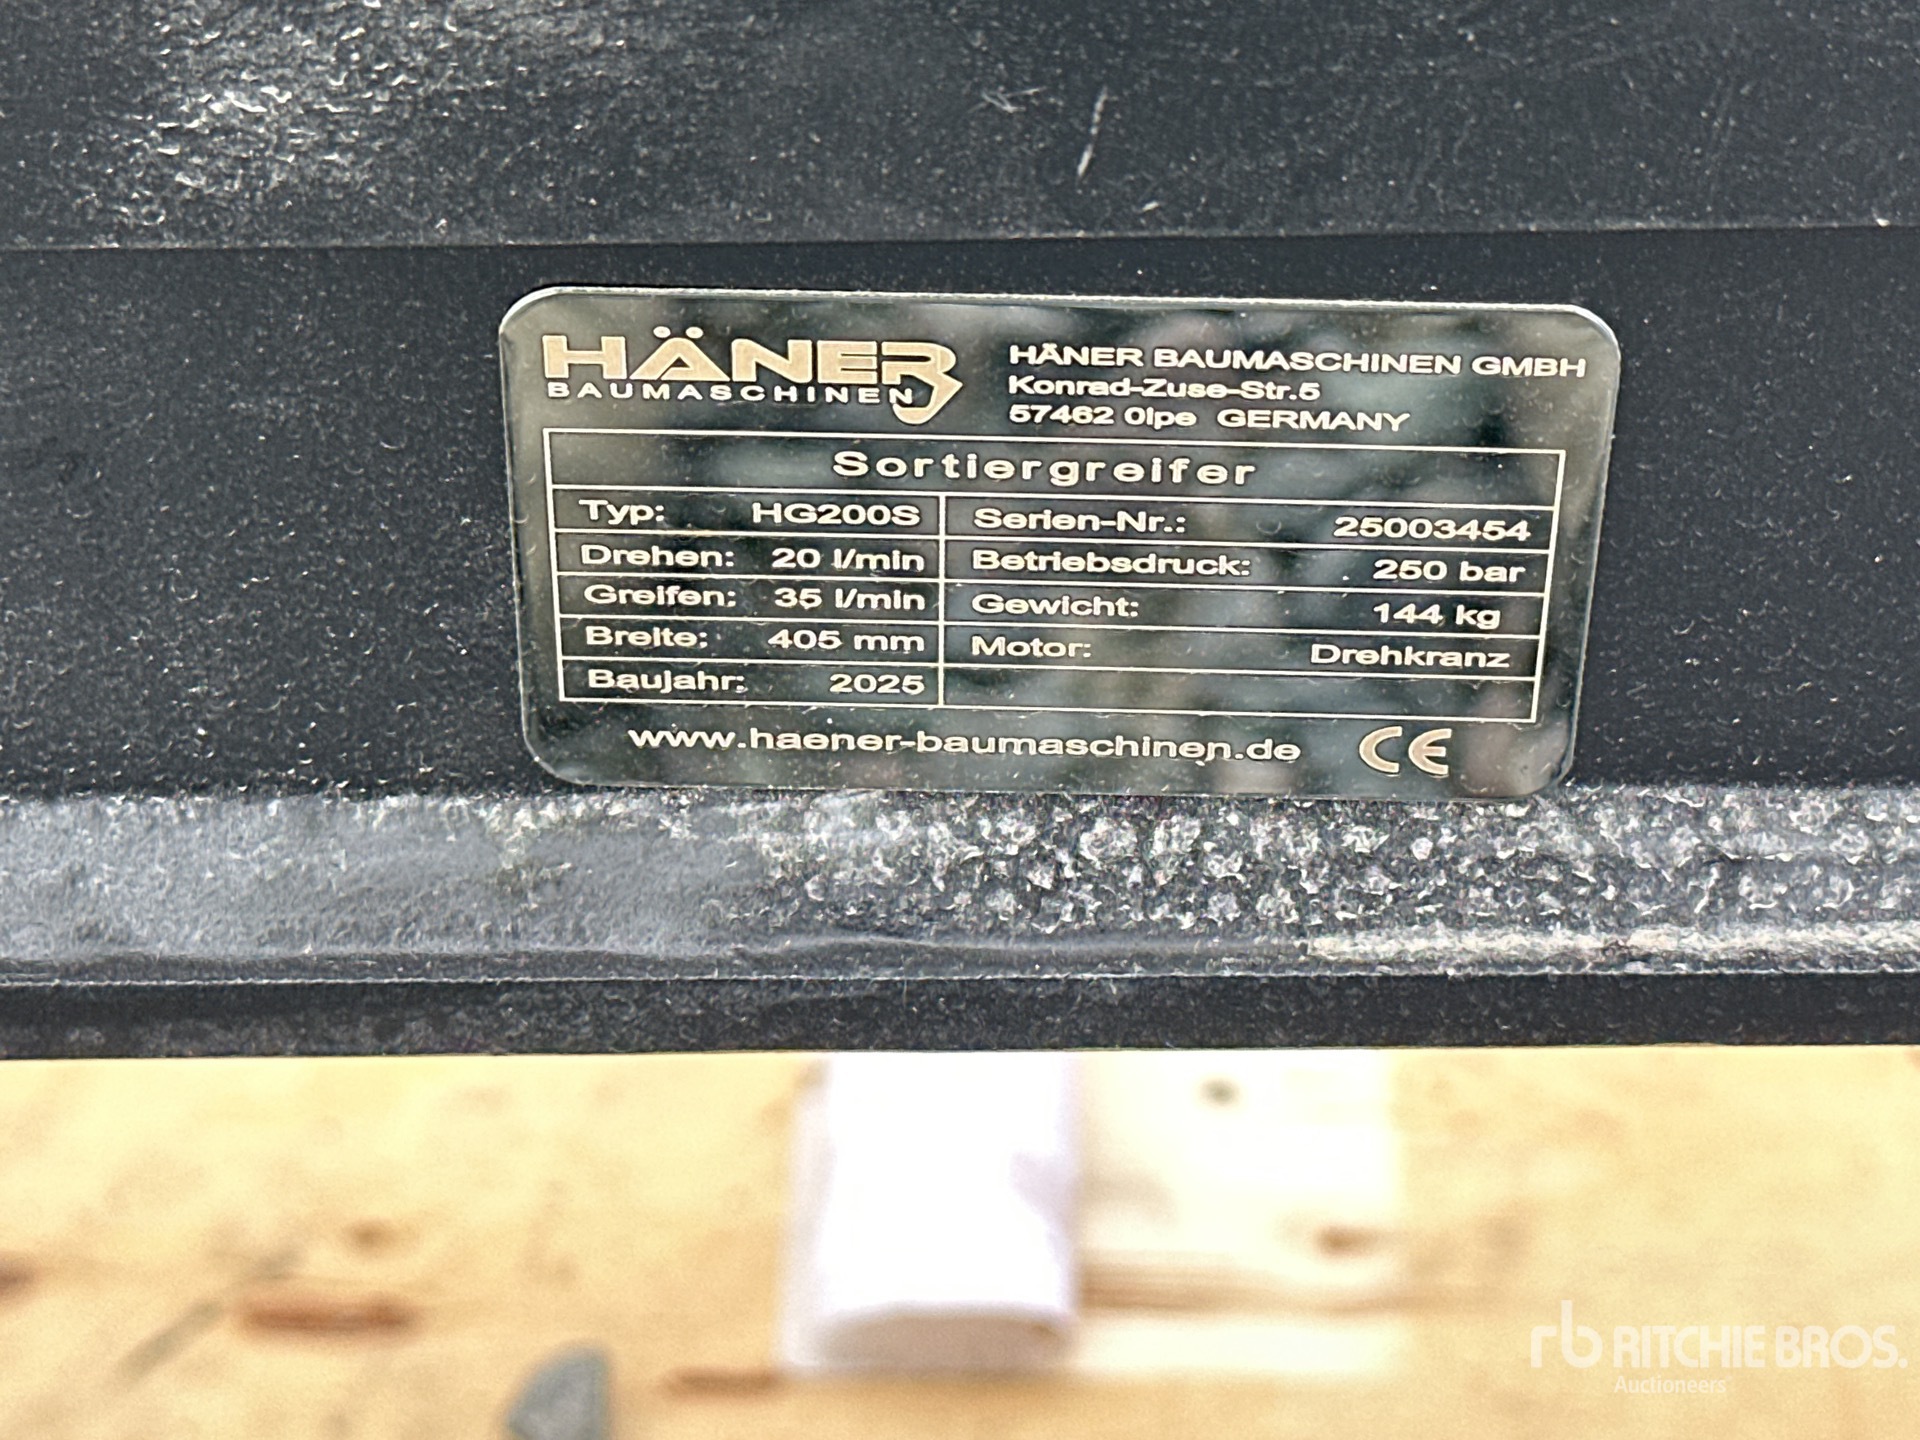 HÄNER
BAUMASCHINEN
HÄNER BAUMASCHINEN GMBH
Konrad-Zuse-Str.5
57462 Olpe GERMANY
Sortiergreifer
Typ: HG200S Serien-Nr.: 25003454
Drehen: 20 l/min Betriebsdruck: 250 bar
Greifen: 35 l/min Gewicht: 144 kg
Breite: 405 mm Motor: Drehkranz
Baujahr: 2025
www.haener-baumaschinen.de CE
rb RITCHIE BROS.
Auctioneers